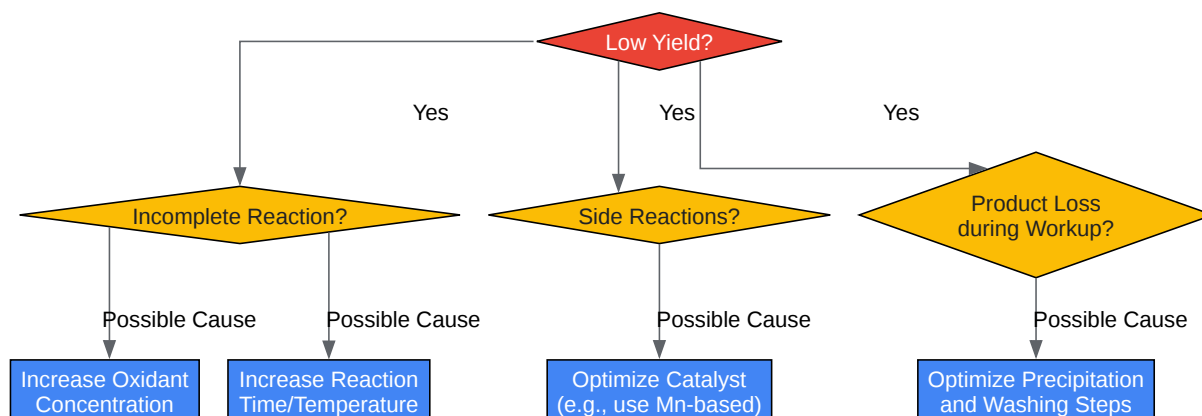 Low Yield?
Yes
Yes
Yes
Incomplete Reaction?
Side Reactions?
Product Loss
during Workup?
Possible Cause
Possible Cause
Possible Cause
Possible Cause
Increase Oxidant
Concentration
Increase Reaction
Time/Temperature
Optimize Catalyst
(e.g., use Mn-based)
Optimize Precipitation
and Washing Steps